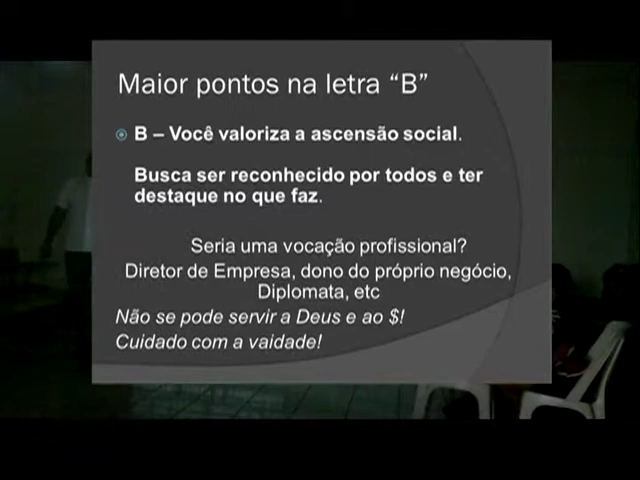 Maior pontos na letra “B”
B – Você valoriza a ascensão social.
Busca ser reconhecido por todos e ter
destaque no que faz.
Seria uma vocação profissional?
Diretor de Empresa, dono do próprio negócio,
Diplomata, etc
Não se pode servir a Deus e ao $!
Cuidado com a vaidade!